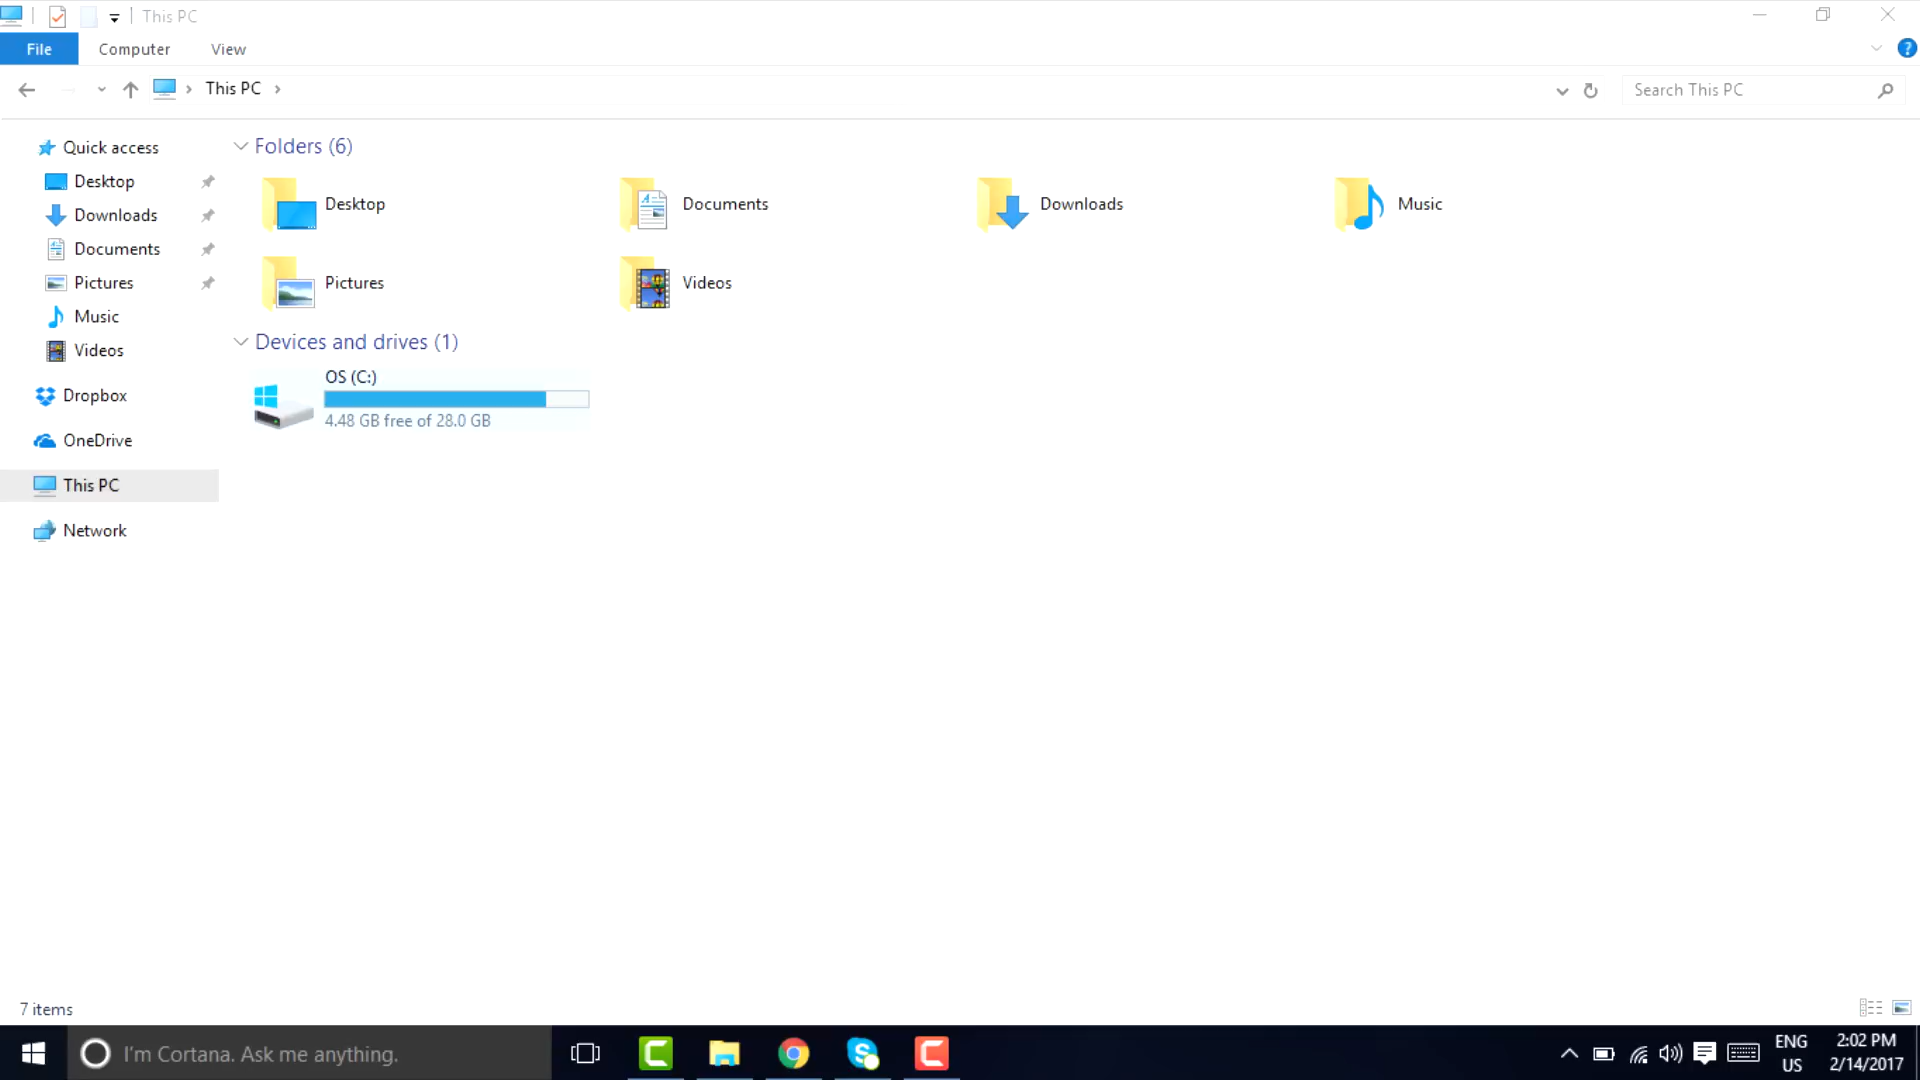 This PC
File
Computer
View
This PC
Search This PC
Quick access
Desktop
Downloads
Documents
Pictures
Music
Videos
Dropbox
OneDrive
This PC
Network
Folders (6)
Desktop
Documents
Downloads
Music
Pictures
Videos
Devices and drives (1)
OS (C:)
4.48 GB free of 28.0 GB
7 items
I'm Cortana. Ask me anything.
ENG
US
2:02 PM
2/14/2017